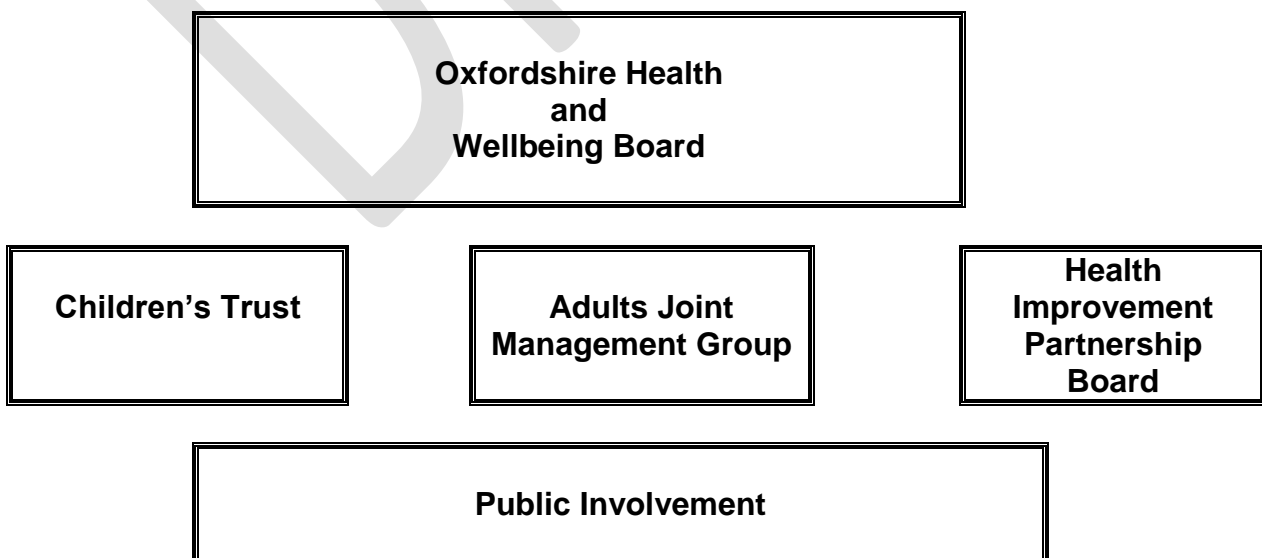 Oxfordshire Health
and
Wellbeing Board
Children’s Trust
Adults Joint
Management Group
Health
Improvement
Partnership
Board
Public Involvement